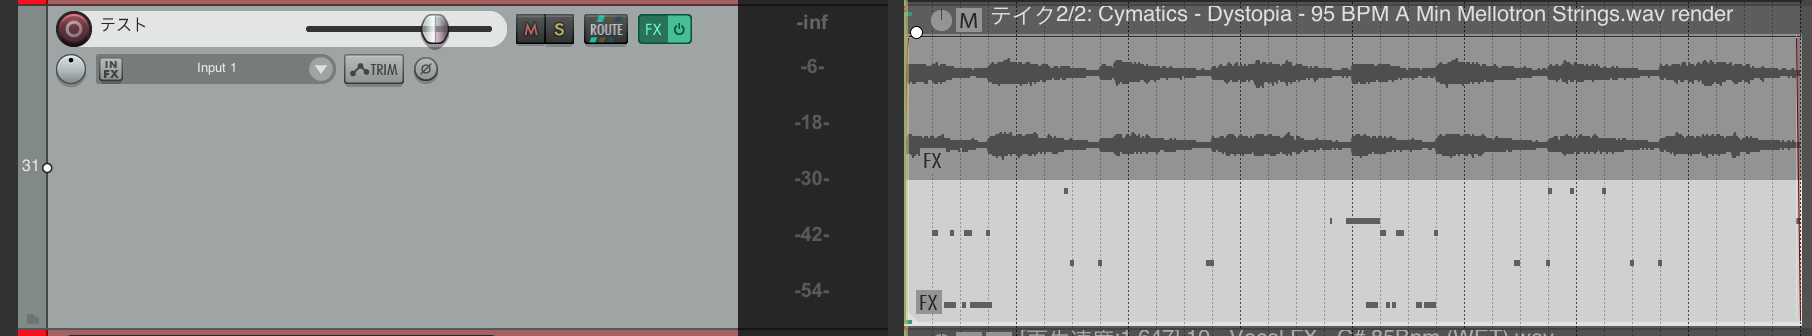 テスト
M S ROUTE FX
IN FX
Input 1
TRIM
31
-inf
-6-
-18-
-30-
-42-
-54-
M テイク2/2: Cymatics - Dystopia - 95 BPM A Min Mellotron Strings.wav render
FX
FX